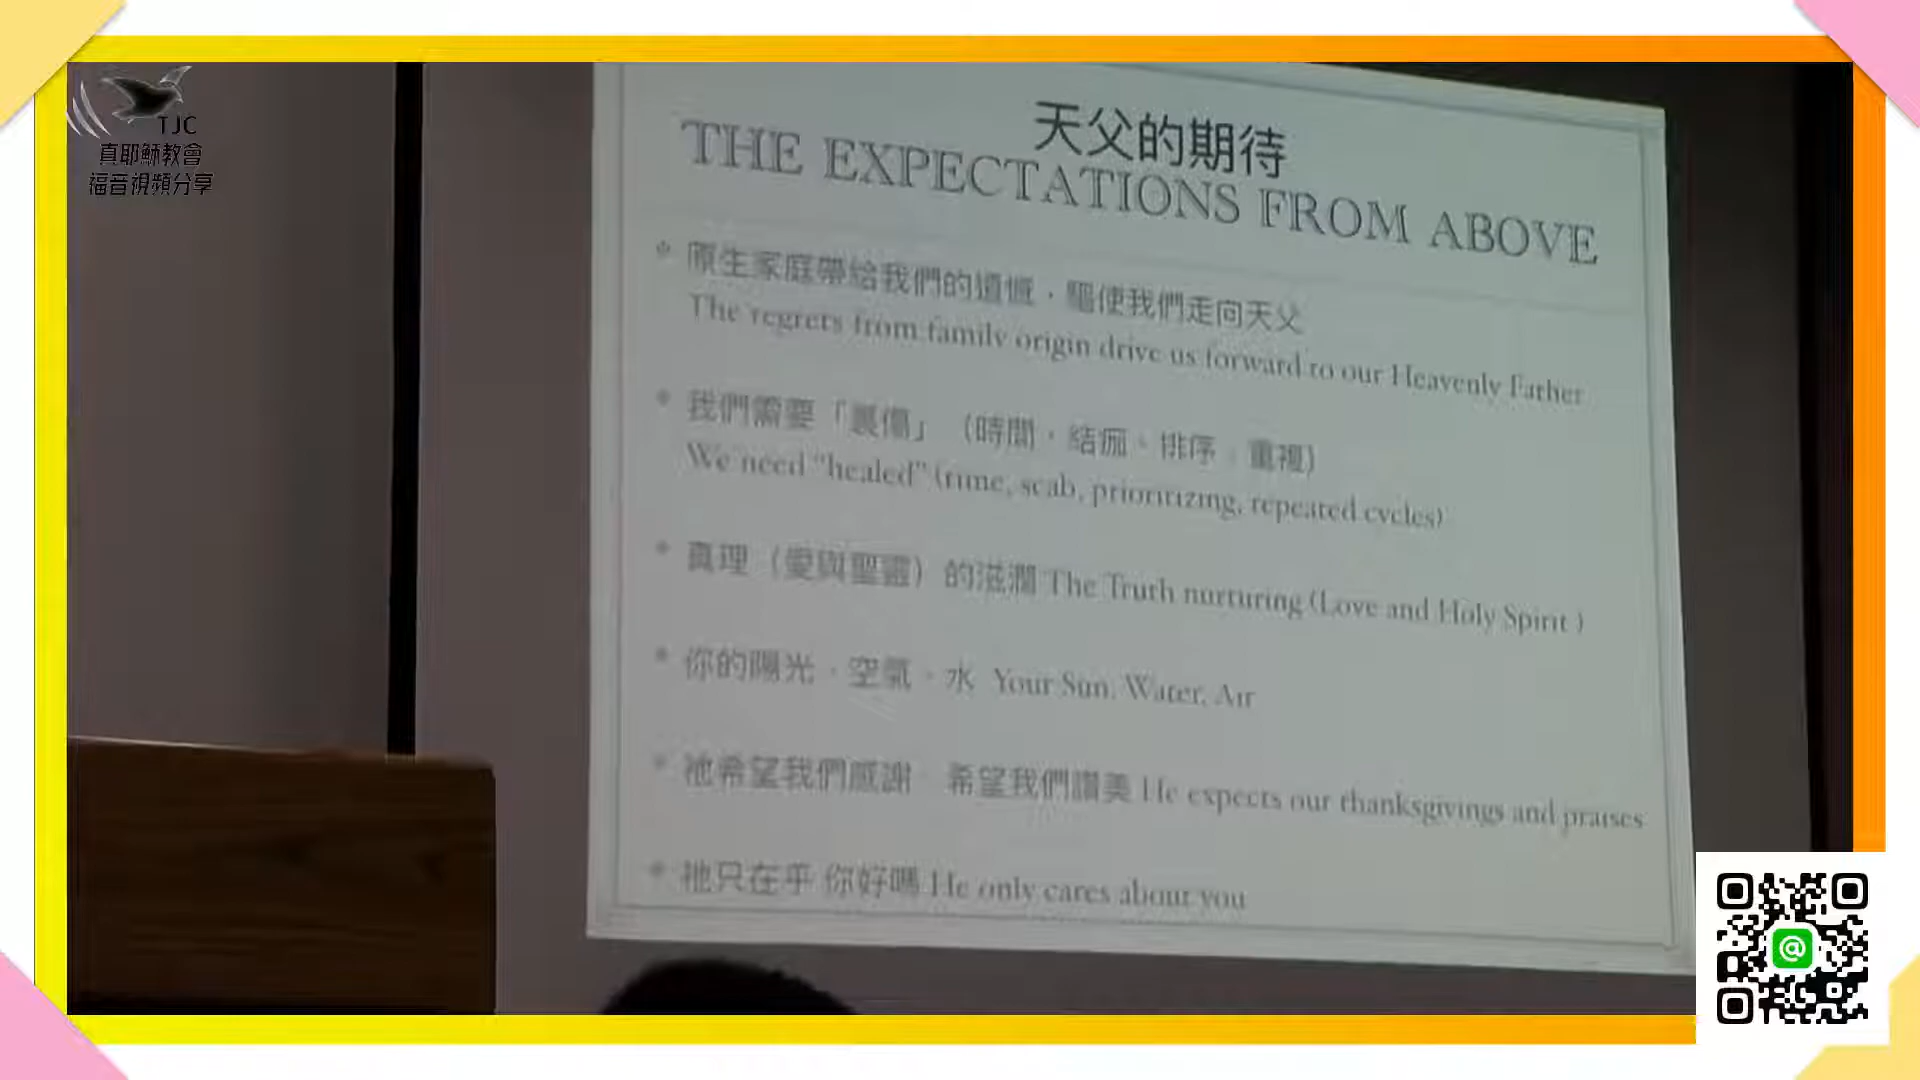 TJC
真耶穌教會
福音視頻分享
天父的期待
THE EXPECTATIONS FROM ABOVE
原生家庭帶給我們的遺憾，驅使我們走向天父
The regrets from family origin drive us forward to our Heavenly Father
我們需要「裹傷」（時間、結痂、排序、重複）
We need “healed” (time, scab, prioritizing, repeated cycles)
真理（愛與聖靈）的滋潤 The Truth nurturing (Love and Holy Spirit )
你的陽光、空氣、水 Your Sun, Water, Air
祂希望我們感謝、希望我們讚美 He expects our thanksgivings and praises
祂只在乎 你好嗎 He only cares about you